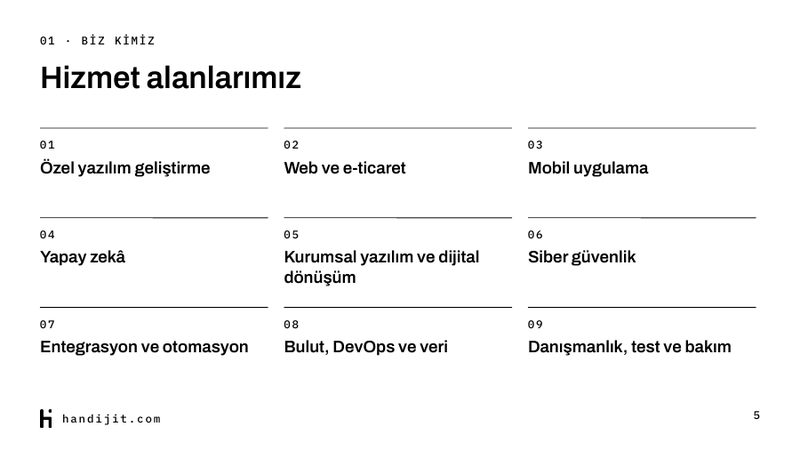 01 · BİZ KİMİZ
Hizmet alanlarımız
01
Özel yazılım geliştirme
02
Web ve e-ticaret
03
Mobil uygulama
04
Yapay zekâ
05
Kurumsal yazılım ve dijital
dönüşüm
06
Siber güvenlik
07
Entegrasyon ve otomasyon
08
Bulut, DevOps ve veri
09
Danışmanlık, test ve bakım
handijit.com
5